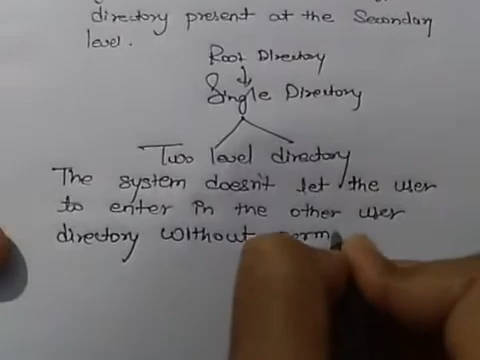 directory present at the Secondary
level.
Root Directory
Single Directory
Two level directory
The system doesn't let the user
to enter in the other user
directory without perm